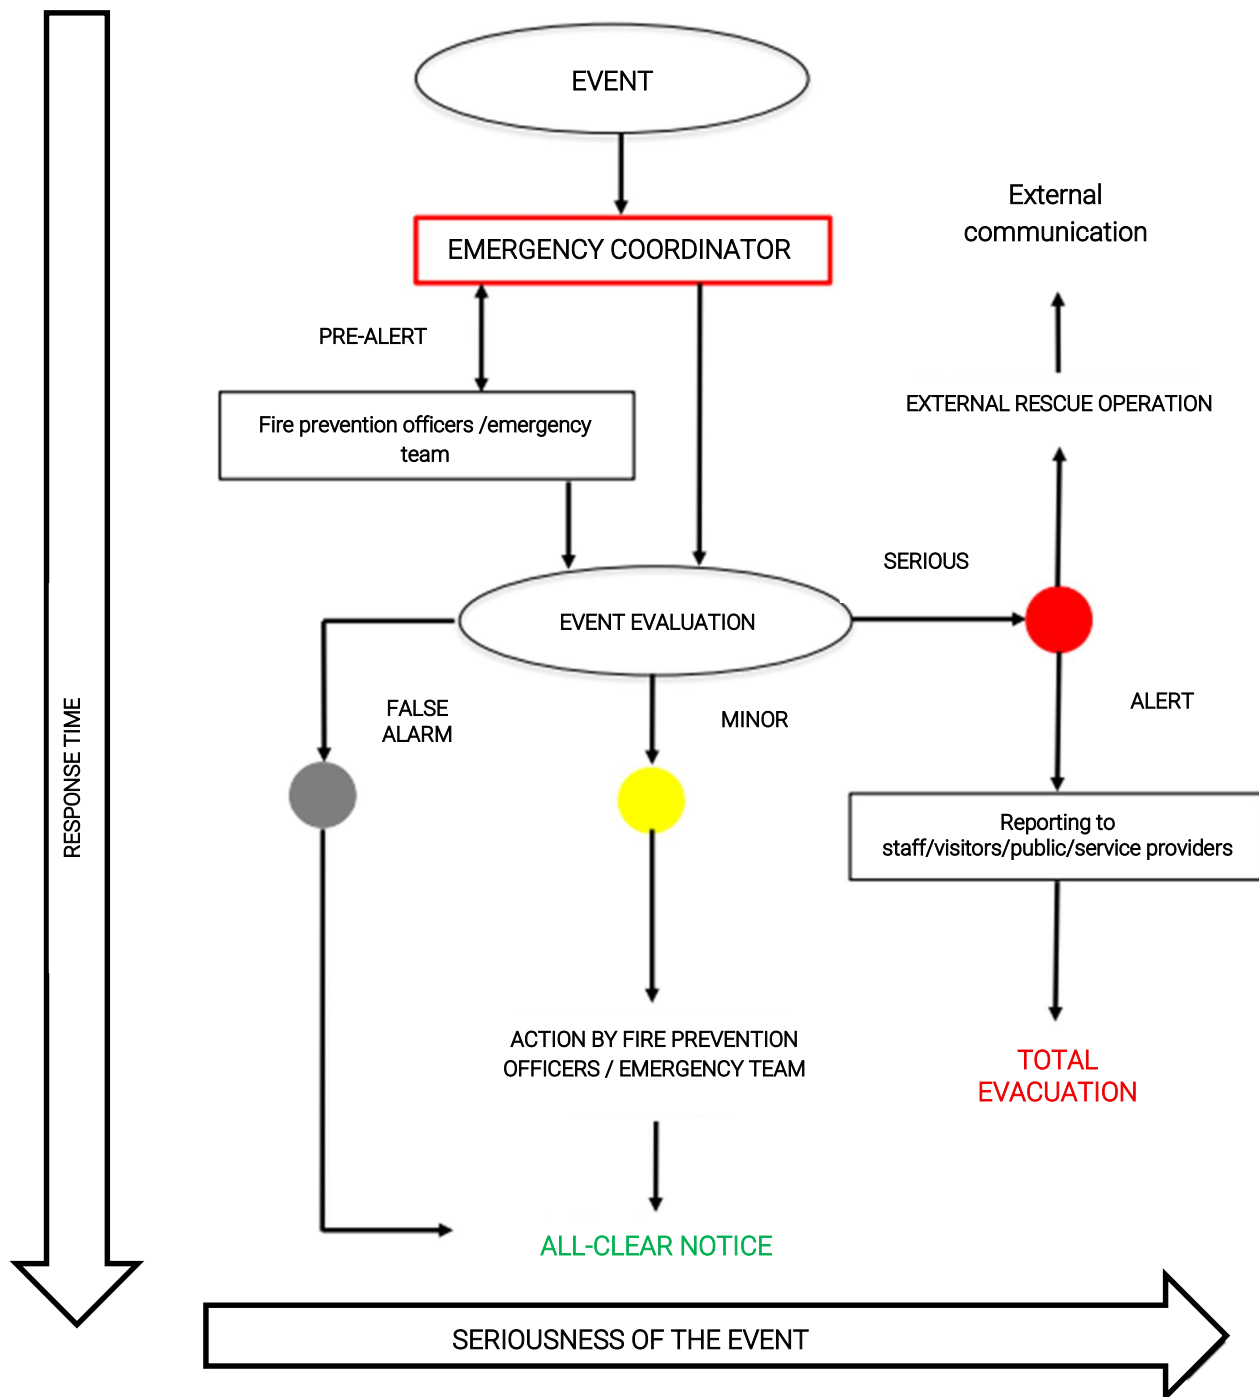 EVENT
External
communication
EMERGENCY COORDINATOR
PRE-ALERT
EXTERNAL RESCUE OPERATION
Fire prevention officers /emergency
team
SERIOUS
EVENT EVALUATION
FALSE
ALARM
MINOR
ALERT
RESPONSE TIME
Reporting to
staff/visitors/public/service providers
ACTION BY FIRE PREVENTION
OFFICERS / EMERGENCY TEAM
TOTAL
EVACUATION
ALL-CLEAR NOTICE
SERIOUSNESS OF THE EVENT